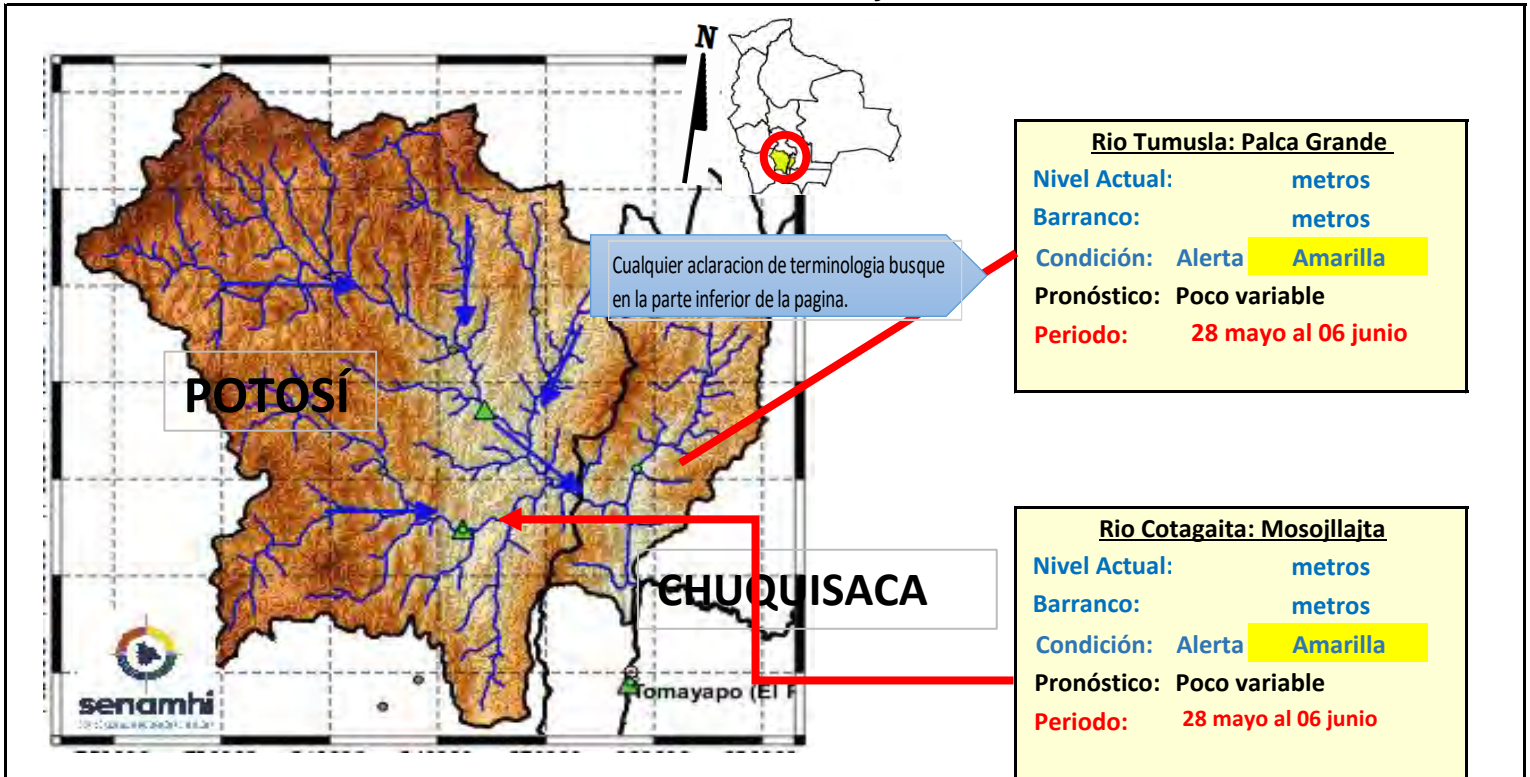 N
Cualquier aclaracion de terminologia busque
en la parte inferior de la pagina.
POTOSÍ
CHUQUISACA
Tomayapo (El
senamhi
Rio Tumusla: Palca Grande
Nivel Actual: metros
Barranco: metros
Condición: Alerta Amarilla
Pronóstico: Poco variable
Periodo: 28 mayo al 06 junio
Rio Cotagaita: Mosojllajta
Nivel Actual: metros
Barranco: metros
Condición: Alerta Amarilla
Pronóstico: Poco variable
Periodo: 28 mayo al 06 junio